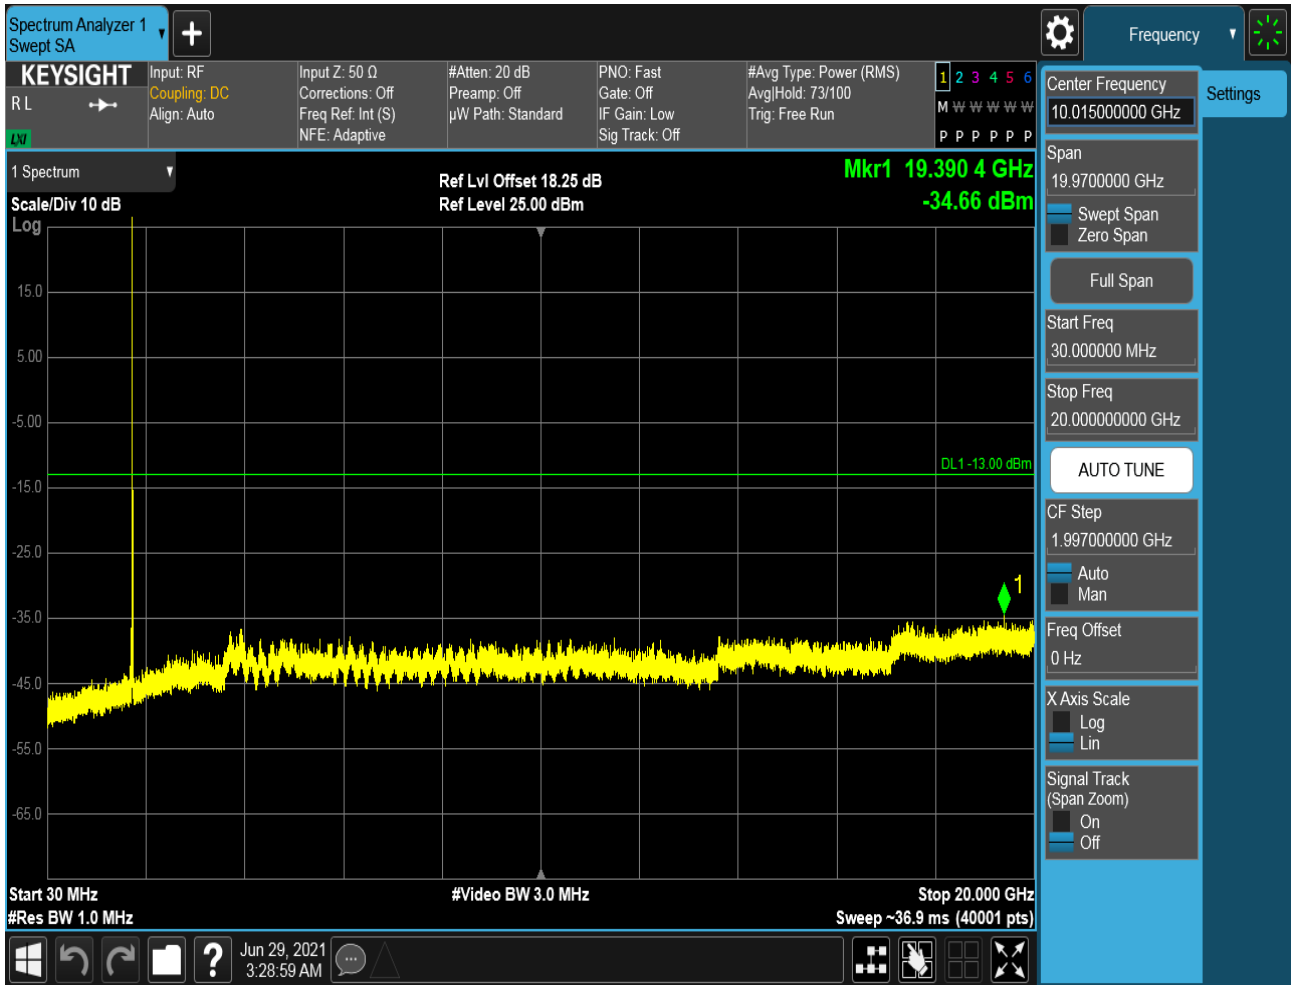 Spectrum Analyzer 1
Swept SA
Frequency
KEYSIGHT
R L
LXI
Input: RF
Coupling: DC
Align: Auto
Input Z: 50 Ω
Corrections: Off
Freq Ref: Int (S)
NFE: Adaptive
#Atten: 20 dB
Preamp: Off
µW Path: Standard
PNO: Fast
Gate: Off
IF Gain: Low
Sig Track: Off
#Avg Type: Power (RMS)
Avg|Hold: 73/100
Trig: Free Run
1 2 3 4 5 6
M W W W W W
P P P P P P
1 Spectrum
Scale/Div 10 dB
Log
Ref Lvl Offset 18.25 dB
Ref Level 25.00 dBm
Mkr1 19.390 4 GHz
-34.66 dBm
15.0
5.00
-5.00
-15.0
-25.0
-35.0
-45.0
-55.0
-65.0
DL1 -13.00 dBm
1
Start 30 MHz
#Res BW 1.0 MHz
#Video BW 3.0 MHz
Stop 20.000 GHz
Sweep ~36.9 ms (40001 pts)
Jun 29, 2021
3:28:59 AM
?
Center Frequency
10.015000000 GHz
Settings
Span
19.9700000 GHz
Swept Span
Zero Span
Full Span
Start Freq
30.000000 MHz
Stop Freq
20.000000000 GHz
AUTO TUNE
CF Step
1.997000000 GHz
Auto
Man
Freq Offset
0 Hz
X Axis Scale
Log
Lin
Signal Track
(Span Zoom)
On
Off